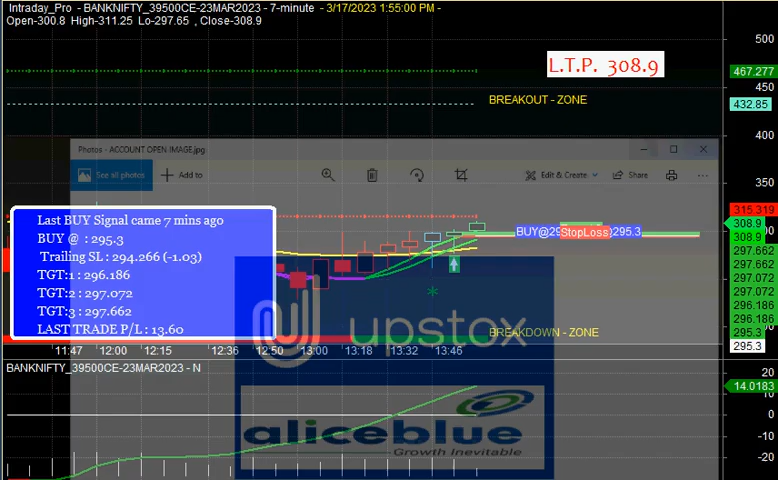 Intraday_Pro - BANKNIFTY_39500CE-23MAR2023 - 7-minute - 3/17/2023 1:55:00 PM -
Open-300.8 High-311.25 Lo-297.65 , Close-308.9
500
L.T.P. 308.9
467.277
450
BREAKOUT - ZONE
432.85
400
Photos - ACCOUNT OPEN IMAGE.jpg
See all photos
Add to
Edit & Create
Share
350
315.319
Last BUY Signal came 7 mins ago
BUY @ : 295.3
Trailing SL : 294.266 (-1.03)
TGT:1 : 296.186
TGT:2 : 297.072
TGT:3 : 297.662
LAST TRADE P/L : 13.60
BUY@29
StopLoss
295.3
308.9
308.9
297.662
297.662
297.072
297.072
296.186
296.186
295.3
295.3
upstox
BREAKDOWN - ZONE
11:47 12:00 12:15 12:36 12:50 13:00 13:18 13:32 13:46
BANKNIFTY_39500CE-23MAR2023 - N
20
14.0183
10
0
-10
-20
aliceblue
Growth Inevitable